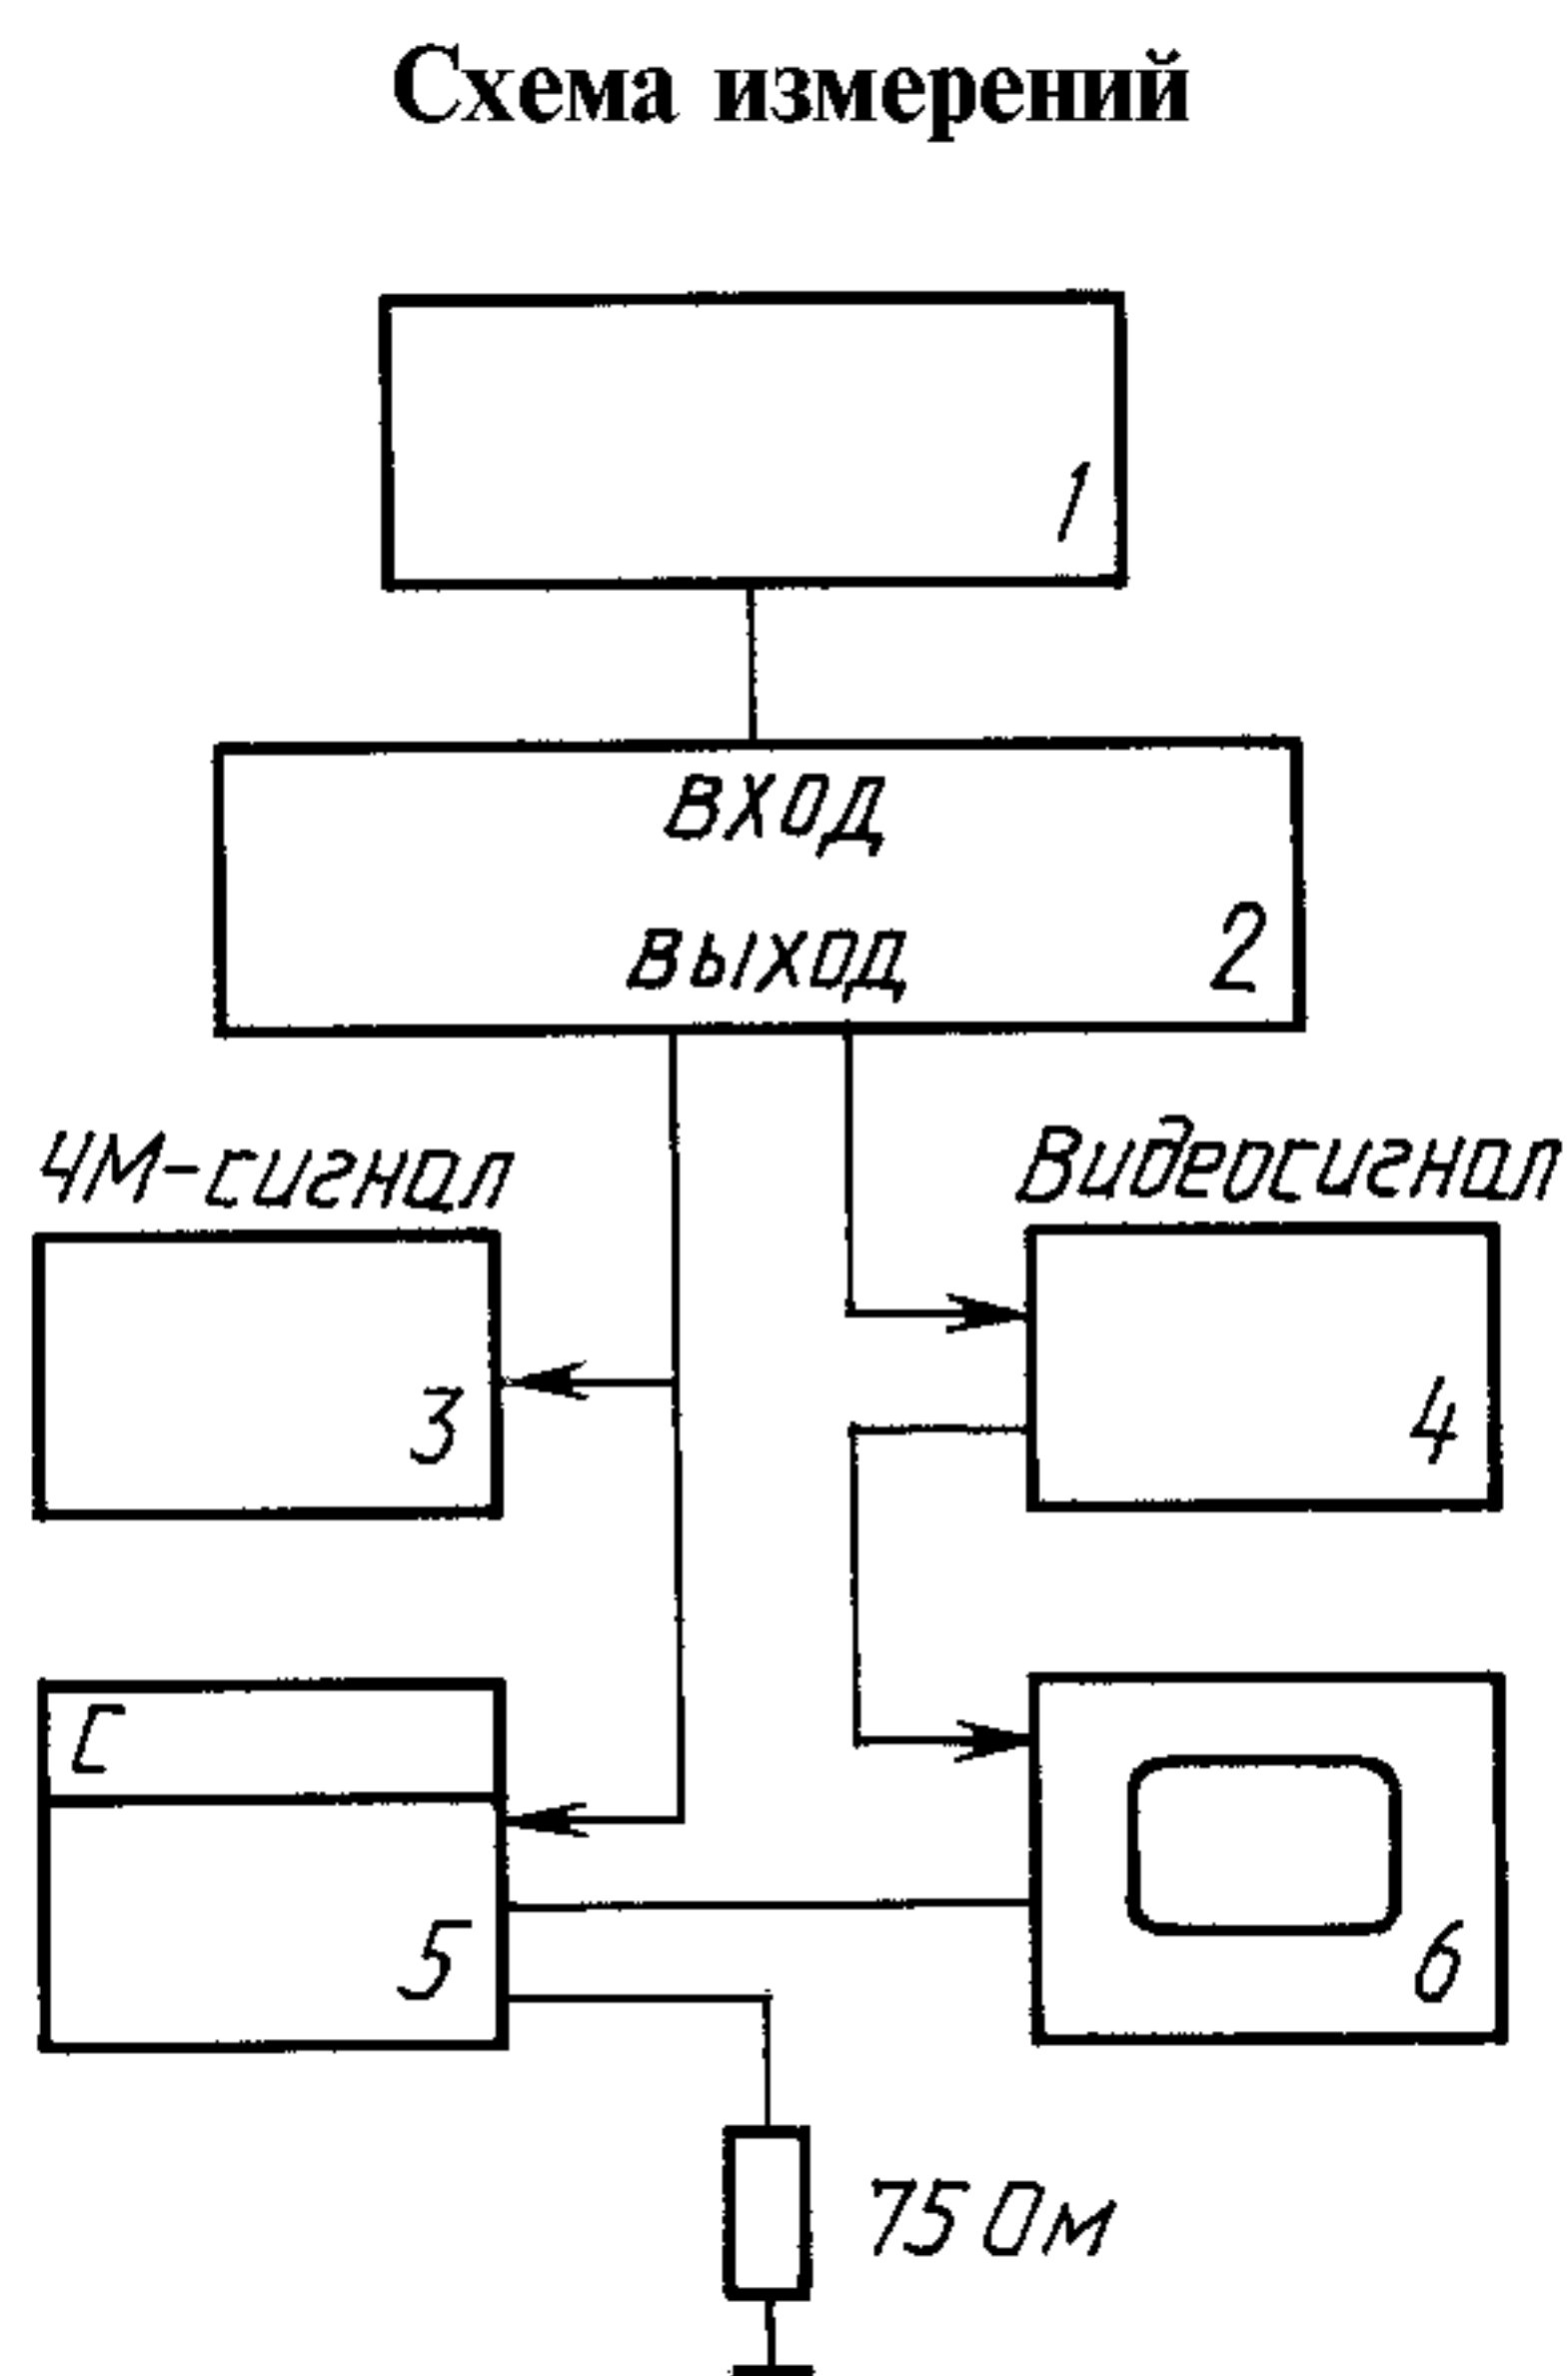 Схема измерений
1
ВХОД
ВЫХОД
2
ЧМ-сигнал
Видеосигнал
3
4
С
5
6
75 Ом